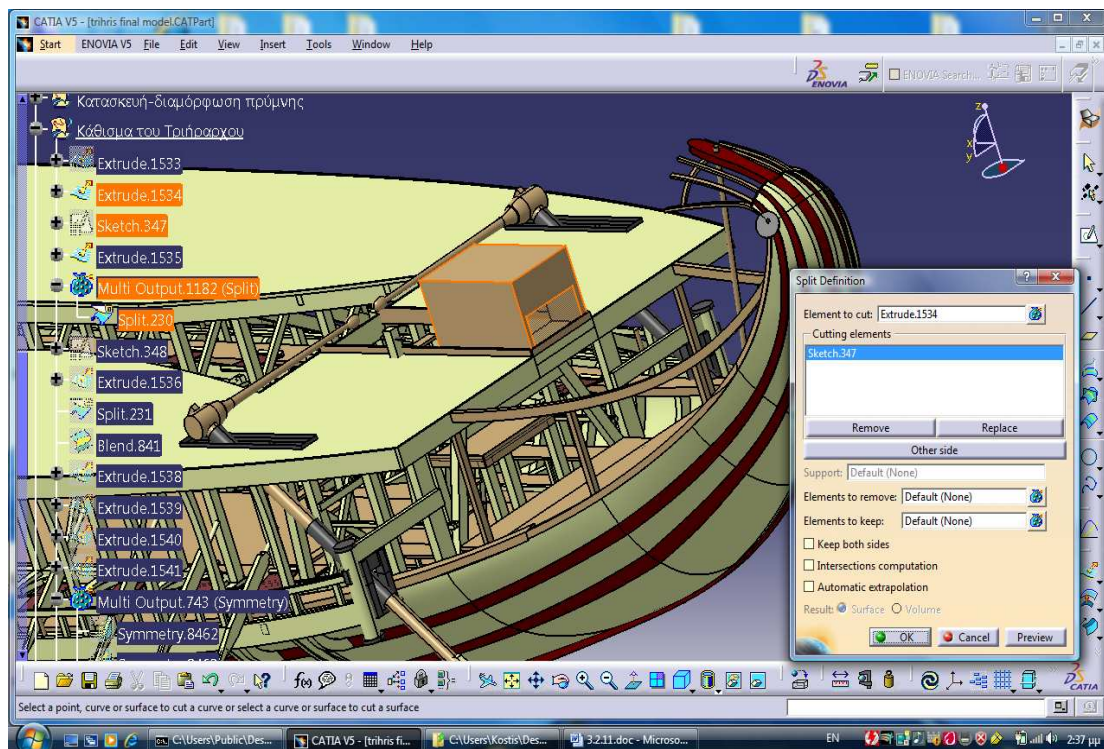 CATIA V5 - [trihris final model.CATPart]
Start ENOVIA V5 File Edit View Insert Tools Window Help
ENOVIA
ENOVIA Search...
Κατασκευή-διαμόρφωση πρύμνης
Κάθισμα του Τριήραρχου
Extrude.1533
Extrude.1534
Sketch.347
Extrude.1535
Multi Output.1182 (Split)
Split.230
Sketch.348
Extrude.1536
Split.231
Blend.841
Extrude.1538
Extrude.1539
Extrude.1540
Extrude.1541
Multi Output.743 (Symmetry)
Symmetry.8462
z
x
y
Split Definition
Element to cut: Extrude.1534
Cutting elements
Sketch.347
Remove Replace
Other side
Support: Default (None)
Elements to remove: Default (None)
Elements to keep: Default (None)
Keep both sides
Intersections computation
Automatic extrapolation
Result: Surface Volume
OK Cancel Preview
f(x)
CATIA
Select a point, curve or surface to cut a curve or select a curve or surface to cut a surface
C:\Users\Public\Des... CATIA V5 - [trihris fi... C:\Users\Kostis\Des... 3.2.11.doc - Microso... EN 2:37 μμ